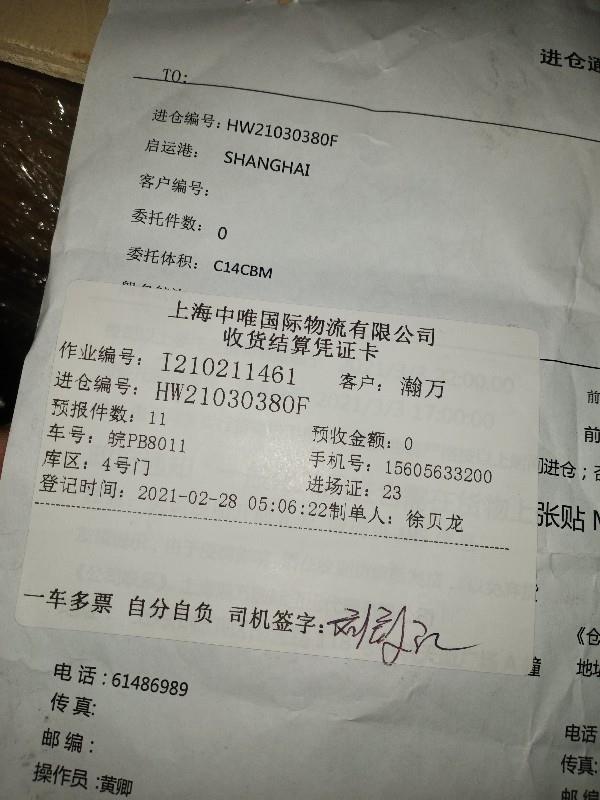 进仓通
TO:
进仓编号: HW21030380F
启运港: SHANGHAI
客户编号:
委托件数: 0
委托体积: C14CBM
上海中唯国际物流有限公司
收货结算凭证卡
作业编号: I210211461 客户: 瀚万
进仓编号: HW21030380F
预报件数: 11 预收金额: 0
车号: 皖PB8011 手机号: 15605633200
库区: 4号门 进场证: 23
登记时间: 2021-02-28 05:06:22制单人: 徐贝龙
一车多票 自分自负 司机签字:
前
前
进仓;
张贴
《仓
地址
电话:61486989
传真:
邮编:
操作员:黄卿
电话
传真:
邮编